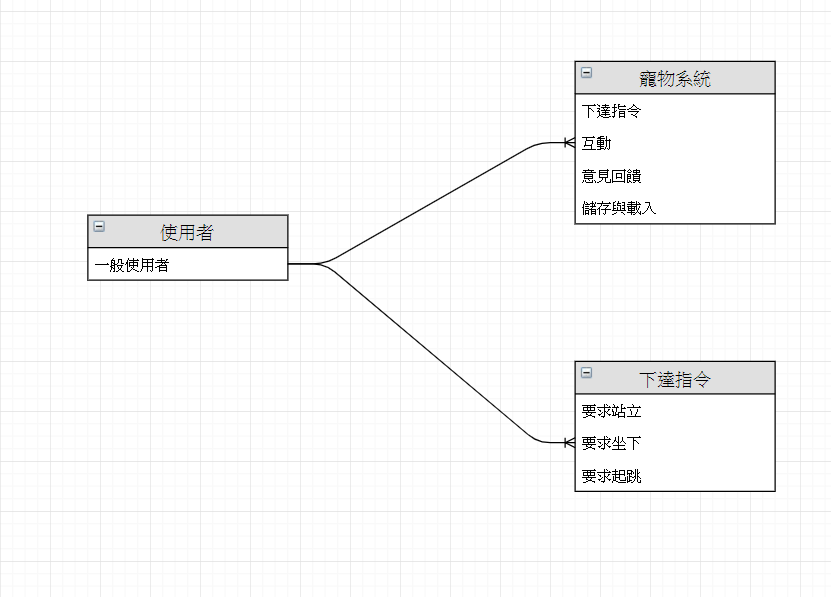 寵物系統
下達指令
互動
意見回饋
儲存與載入
使用者
一般使用者
下達指令
要求站立
要求坐下
要求起跳